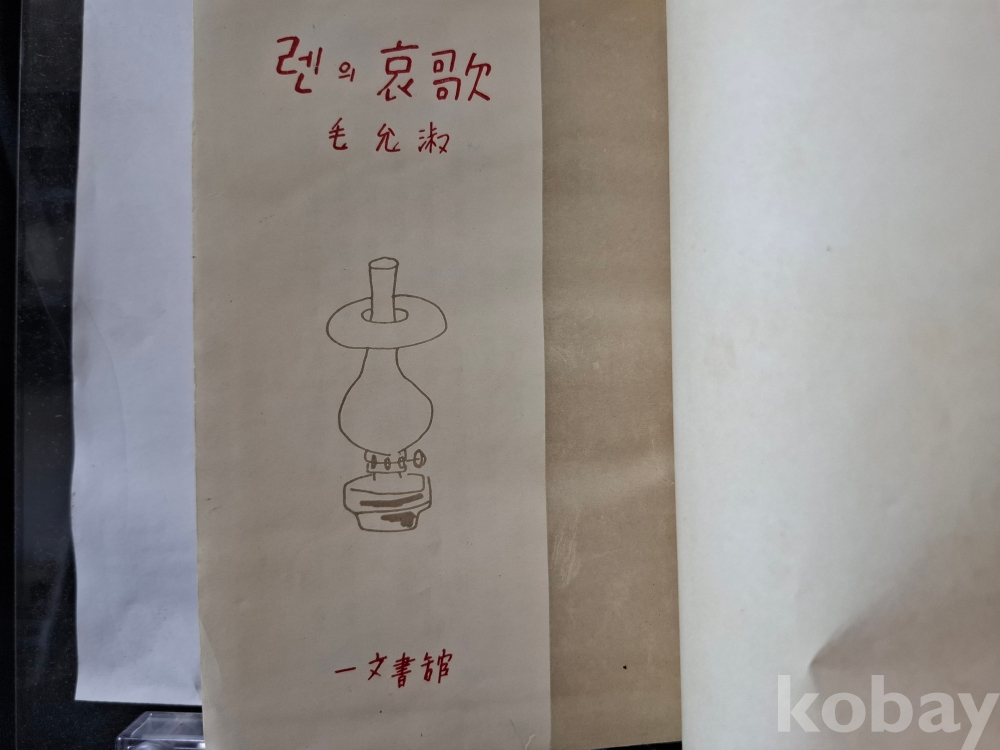 렌의 哀歌
毛允淑
一文書舘
kobay